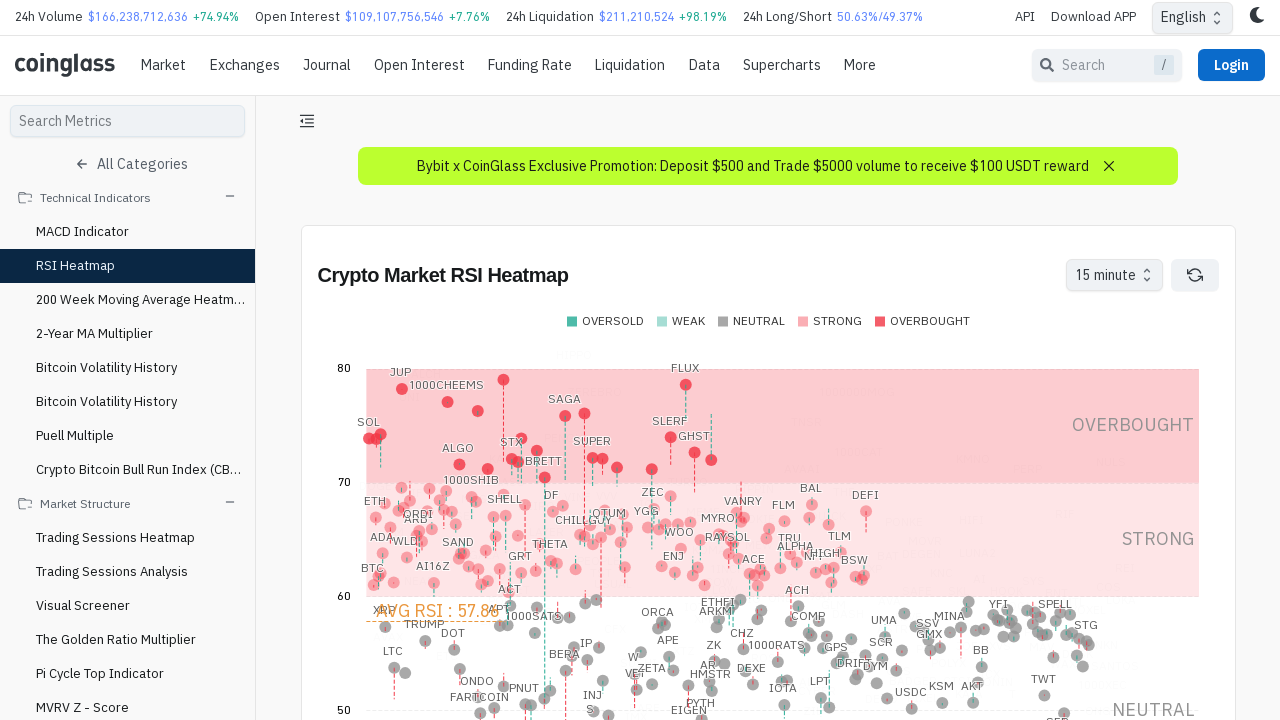 24h Volume $166,238,712,636 +74.94% Open Interest $109,107,756,546 +7.76% 24h Liquidation $211,210,524 +98.19% 24h Long/Short 50.63%/49.37% API Download APP English
coinglass Market Exchanges Journal Open Interest Funding Rate Liquidation Data Supercharts More Search / Login
Search Metrics
All Categories
Technical Indicators
MACD Indicator
RSI Heatmap
200 Week Moving Average Heatm...
2-Year MA Multiplier
Bitcoin Volatility History
Bitcoin Volatility History
Puell Multiple
Crypto Bitcoin Bull Run Index (CB...
Market Structure
Trading Sessions Heatmap
Trading Sessions Analysis
Visual Screener
The Golden Ratio Multiplier
Pi Cycle Top Indicator
MVRV Z - Score
Bybit x CoinGlass Exclusive Promotion: Deposit $500 and Trade $5000 volume to receive $100 USDT reward
Crypto Market RSI Heatmap
15 minute
OVERSOLD WEAK NEUTRAL STRONG OVERBOUGHT
80
JUP FLUX
1000CHEEMS
SAGA
SOL SLERF OVERBOUGHT
STX SUPER GHST
ALGO
BRETT
70 1000SHIB
ETH SHELL DF ZEC VANRY FLM BAL DEFI
ORDI ARB CHILLGUY OTUM YGG MYRO
ADA WLD SAND THETA WOO RAYSOL TRU ALPHA TLM STRONG
BTC AI16Z GRT ENJ ACE HIGH BSW
ACT ACH
60
XRP AVG RSI : 57.86 APT 1000SATS ORCA ETHFI ARKM COMP YFI SPELL
TRUMP DOT IP APE CHZ UMA SSV MINA STG
LTC BERA ZK 1000RATS GPS SCR GMX BB
ZETA HMSTR DEXE DYM
ONDO PNUT IOTA LPT USDC KSM AKT TWT
FARTCOIN INJ PYTH
EIGEN
50 NEUTRAL